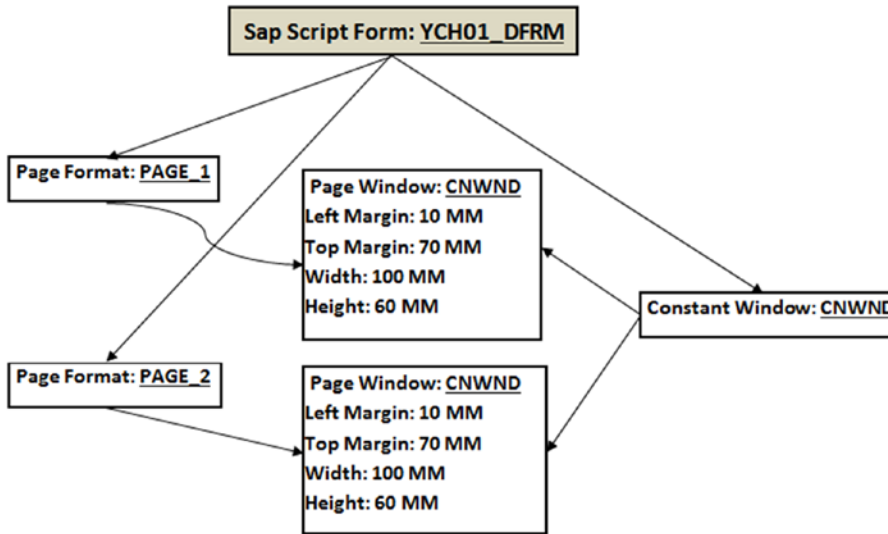 Sap Script Form: YCH01_DFRM
Page Format: PAGE_1
Page Window: CNWND
Left Margin: 10 MM
Top Margin: 70 MM
Width: 100 MM
Height: 60 MM
Constant Window: CNWND
Page Format: PAGE_2
Page Window: CNWND
Left Margin: 10 MM
Top Margin: 70 MM
Width: 100 MM
Height: 60 MM